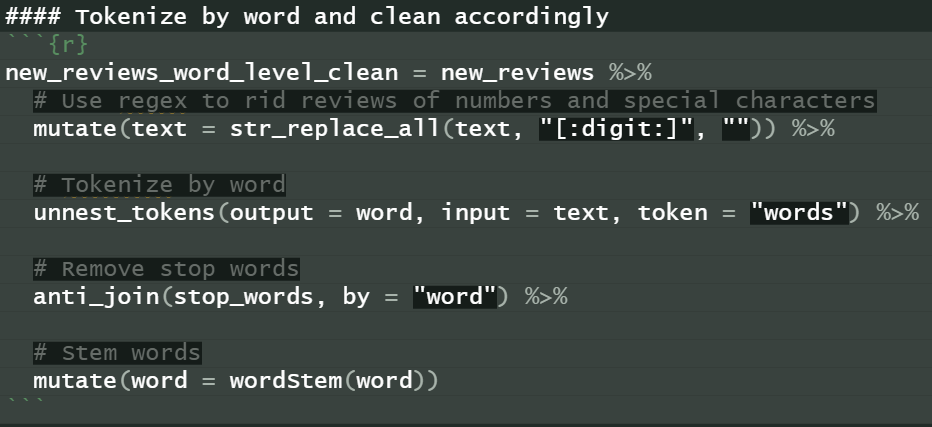 #### Tokenize by word and clean accordingly
```{r}
new_reviews_word_level_clean = new_reviews %>%
  # Use regex to rid reviews of numbers and special characters
  mutate(text = str_replace_all(text, "[:digit:]", "")) %>%

  # Tokenize by word
  unnest_tokens(output = word, input = text, token = "words") %>%

  # Remove stop words
  anti_join(stop_words, by = "word") %>%

  # Stem words
  mutate(word = wordStem(word))
```